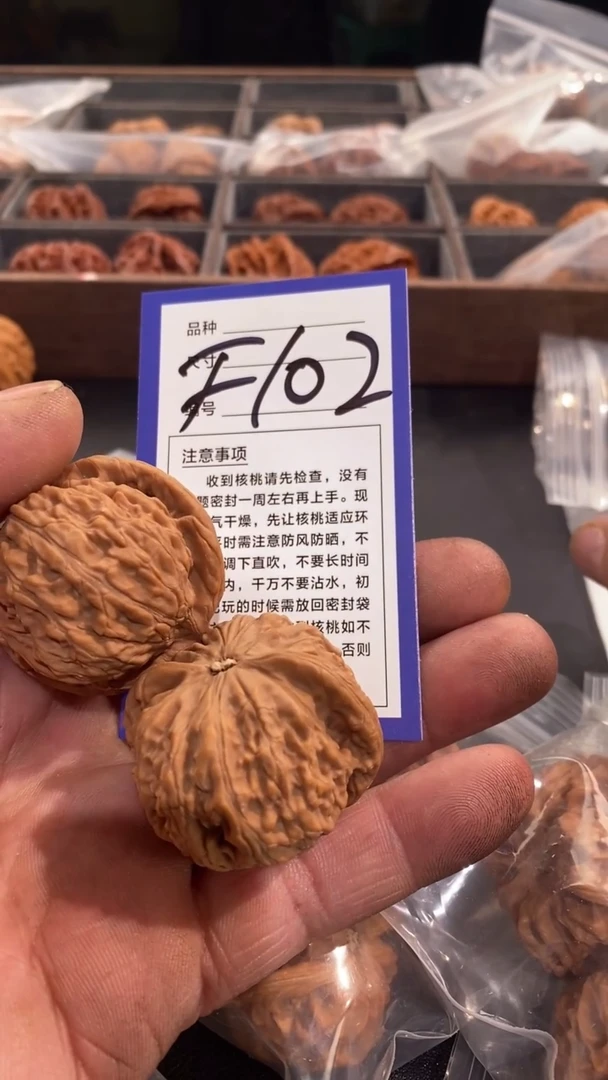 品种
尺寸
F102
编号
注意事项
收到核桃请先检查，没有
题密封一周左右再上手。现
气干燥，先让核桃适应环
时需注意防风防晒，不
调下直吹，不要长时间
内，千万不要沾水，初
玩的时候需放回密封袋
核桃如不
否则